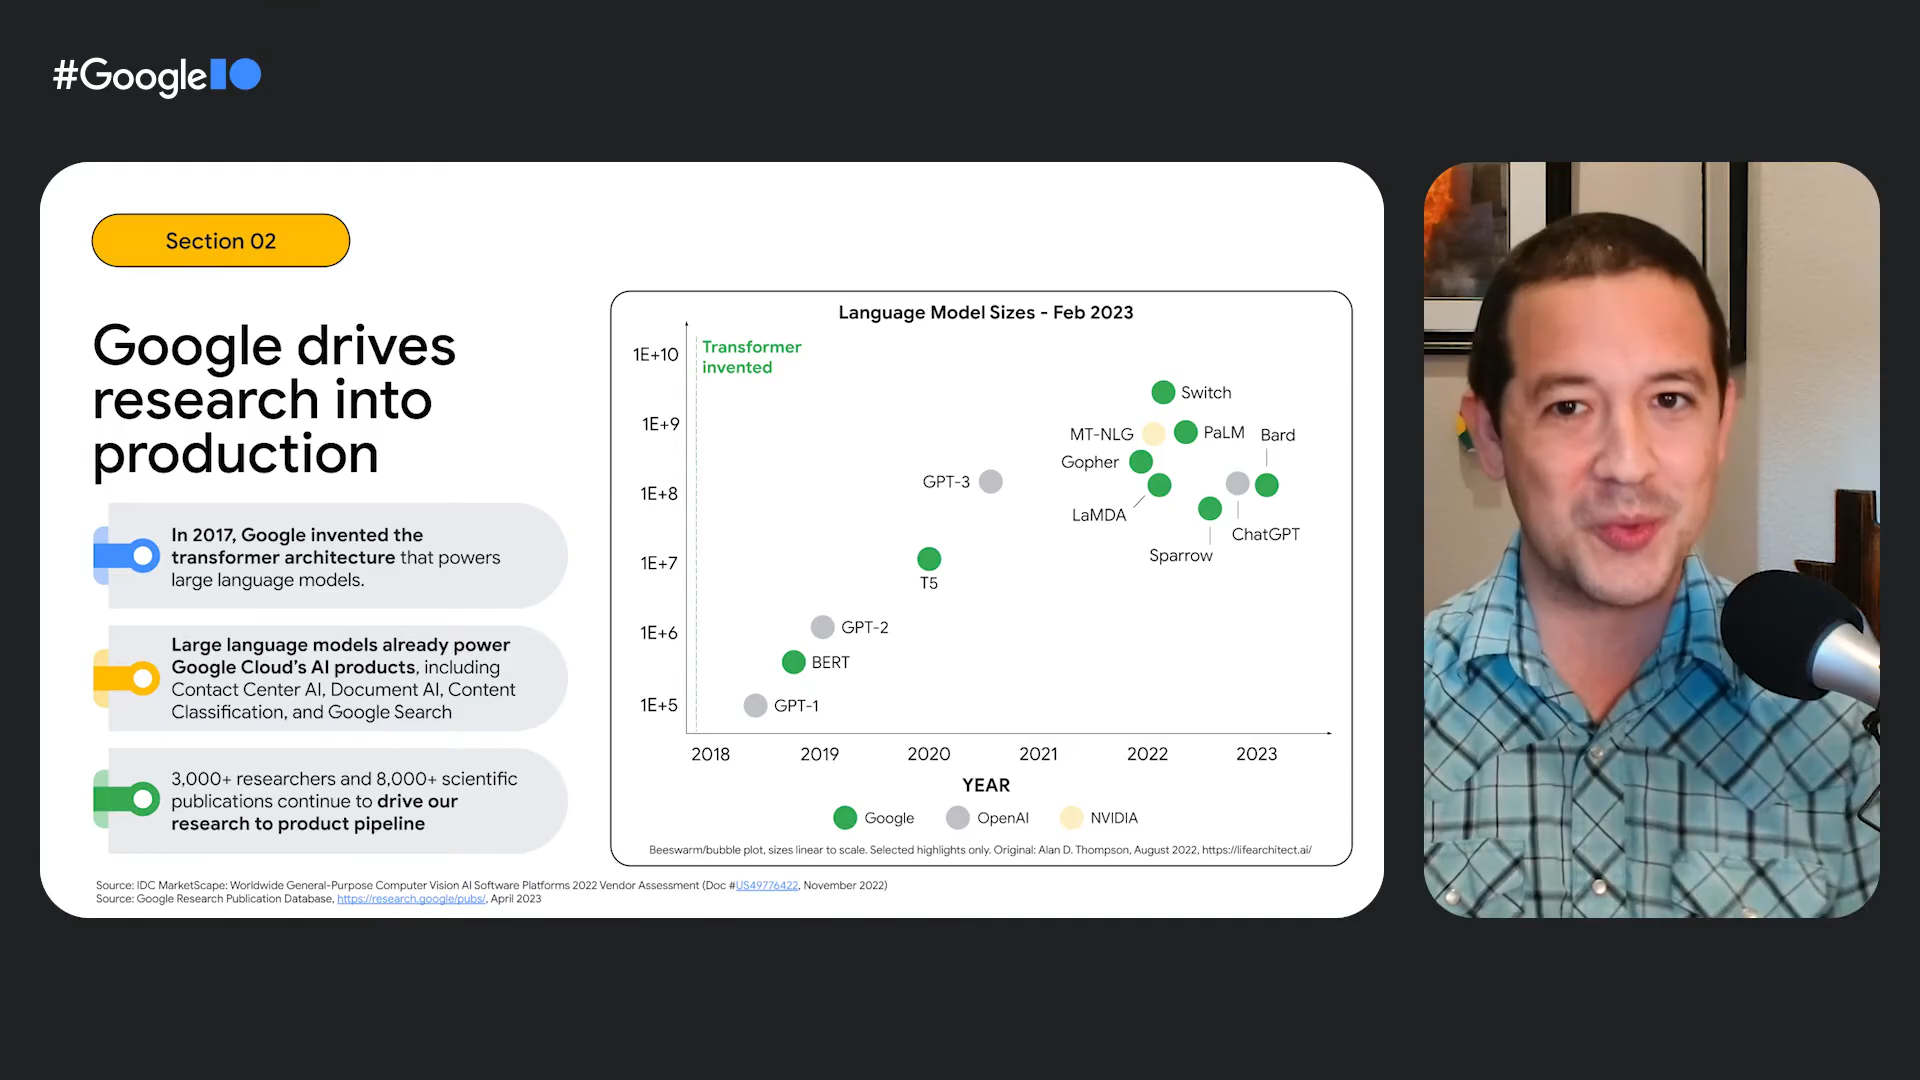 #GoogleIO
Section 02
Google drives
research into
production
In 2017, Google invented the
transformer architecture that powers
large language models.
Large language models already power
Google Cloud's AI products, including
Contact Center AI, Document AI, Content
Classification, and Google Search
3,000+ researchers and 8,000+ scientific
publications continue to drive our
research to product pipeline
Language Model Sizes - Feb 2023
1E+10
Transformer
invented
Switch
1E+9
MT-NLG
PaLM
Bard
Gopher
GPT-3
1E+8
LaMDA
ChatGPT
Sparrow
1E+7
T5
1E+6
GPT-2
BERT
1E+5
GPT-1
2018 2019 2020 2021 2022 2023
YEAR
Google OpenAI NVIDIA
Beeswarm/bubble plot, sizes linear to scale. Selected highlights only. Original: Alan D. Thompson, August 2022, https://lifearchitect.ai/
Source: IDC MarketScape: Worldwide General-Purpose Computer Vision AI Software Platforms 2022 Vendor Assessment (Doc #US49776422, November 2022)
Source: Google Research Publication Database, https://research.google/pubs/, April 2023